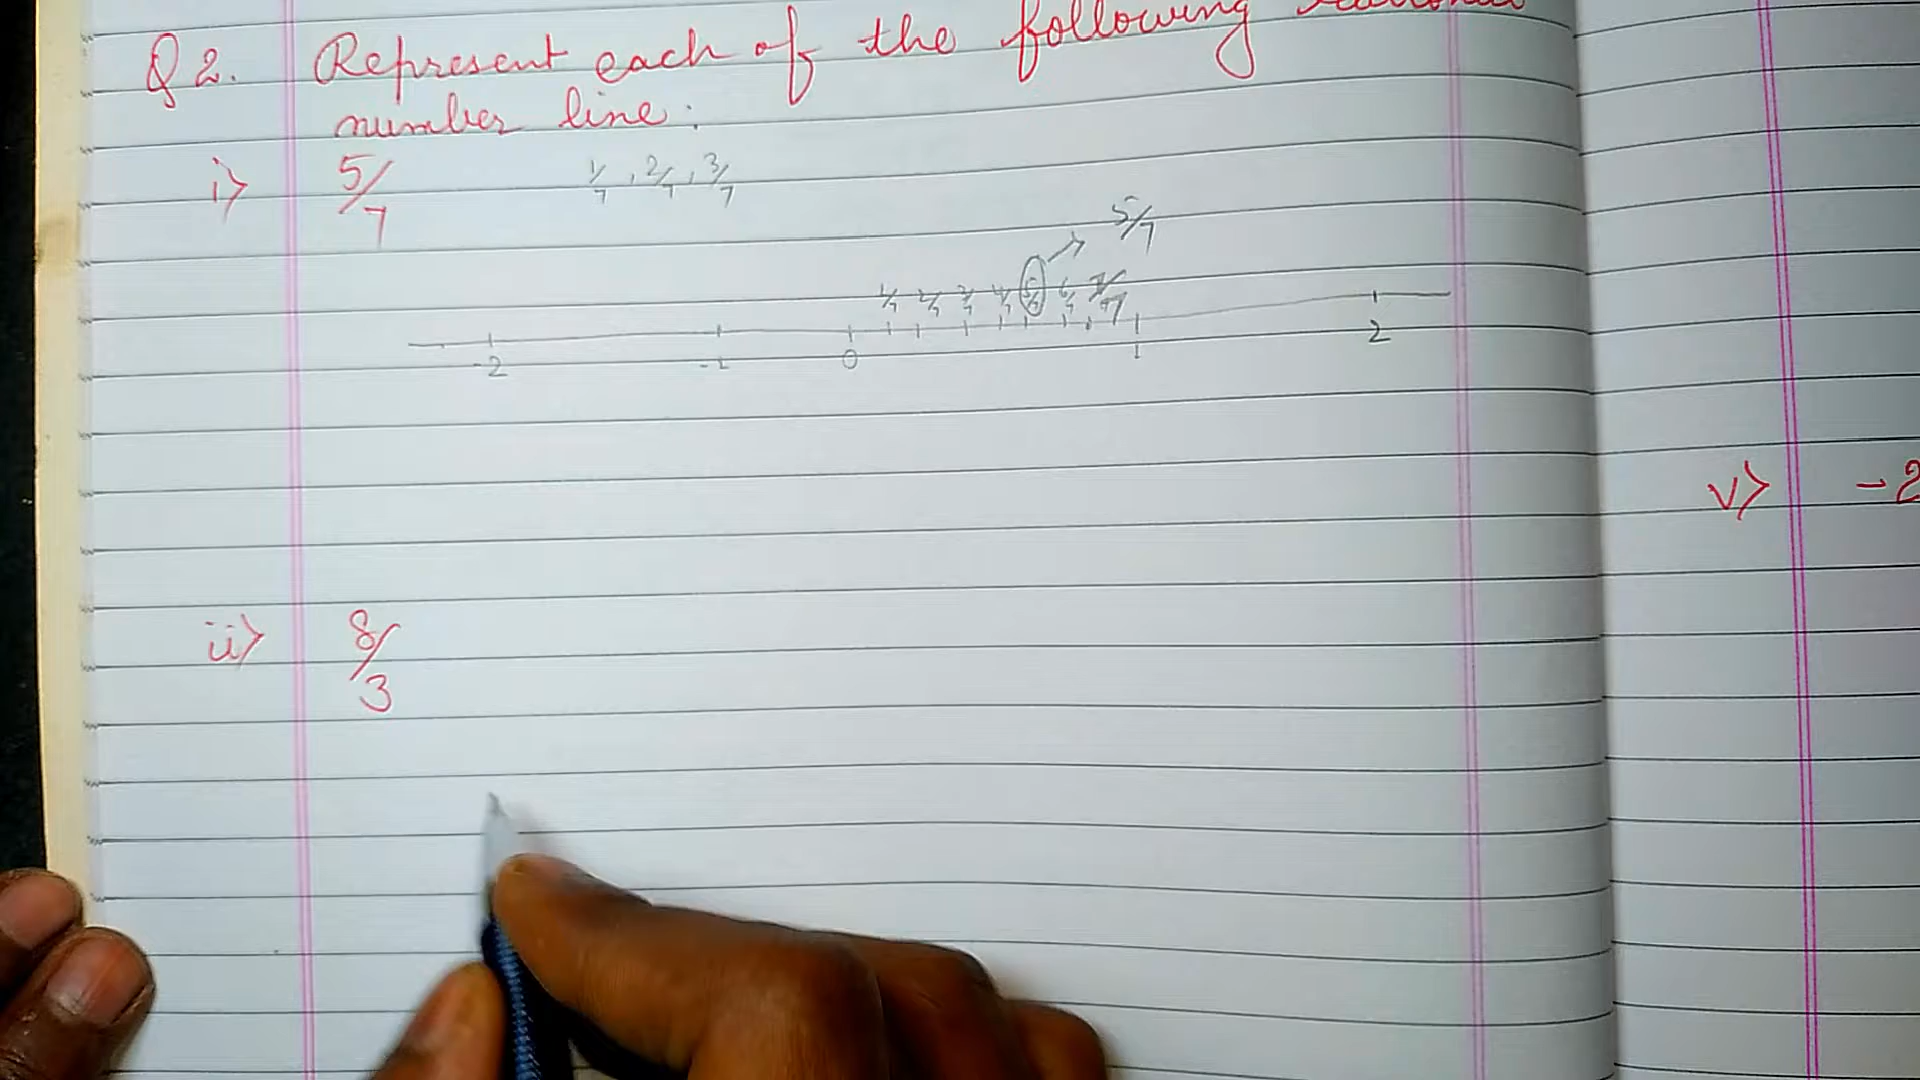 Q 2. Represent each of the following
number line:
i) 5/7 1/7, 2/7, 3/7
5/7
1/7 2/7 3/7 4/7 5/7 6/7 7/7
-2 -1 0 1 2
v) -2
ii) 8/3